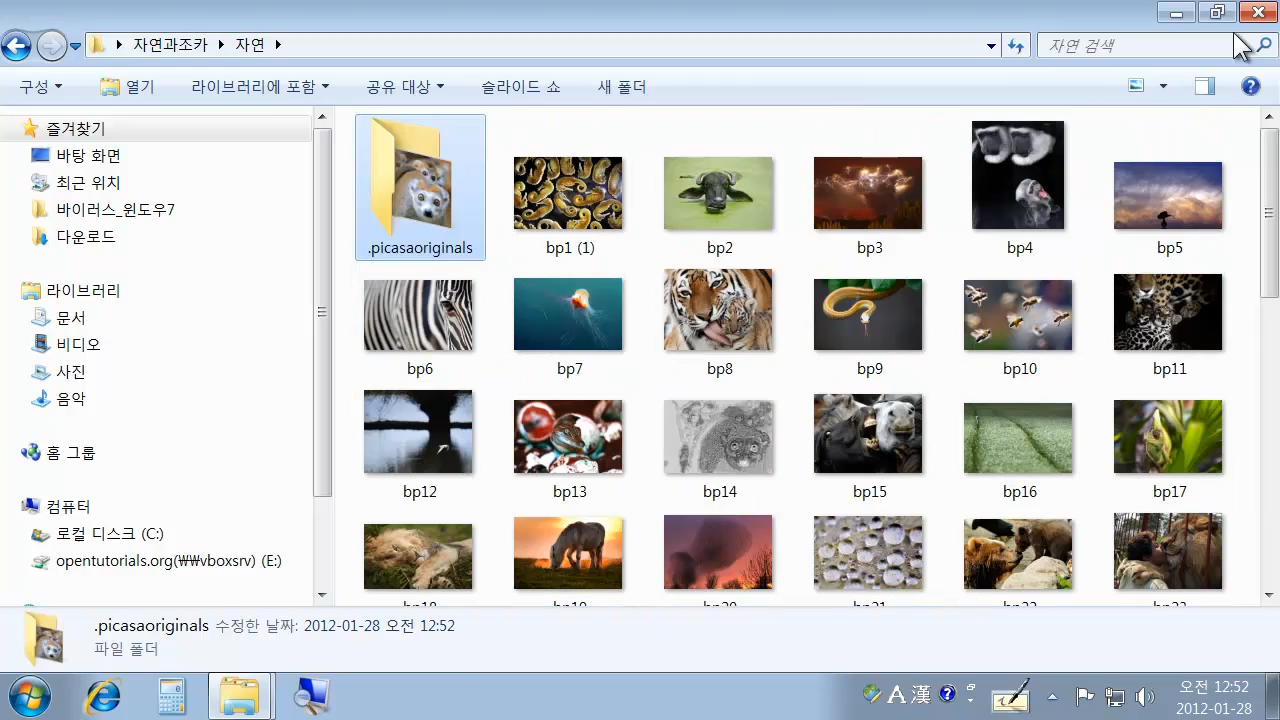 자연과조카 자연
자연 검색
구성 열기 라이브러리에 포함 공유 대상 슬라이드 쇼 새 폴더
즐겨찾기
바탕 화면
최근 위치
바이러스_윈도우7
다운로드
라이브러리
문서
비디오
사진
음악
홈 그룹
컴퓨터
로컬 디스크 (C:)
opentutorials.org(₩₩vboxsrv) (E:)
.picasaoriginals bp1 (1) bp2 bp3 bp4 bp5
bp6 bp7 bp8 bp9 bp10 bp11
bp12 bp13 bp14 bp15 bp16 bp17
bp18 bp19 bp20 bp21 bp22 bp23
.picasaoriginals 수정한 날짜: 2012-01-28 오전 12:52
파일 폴더
A 漢
오전 12:52
2012-01-28